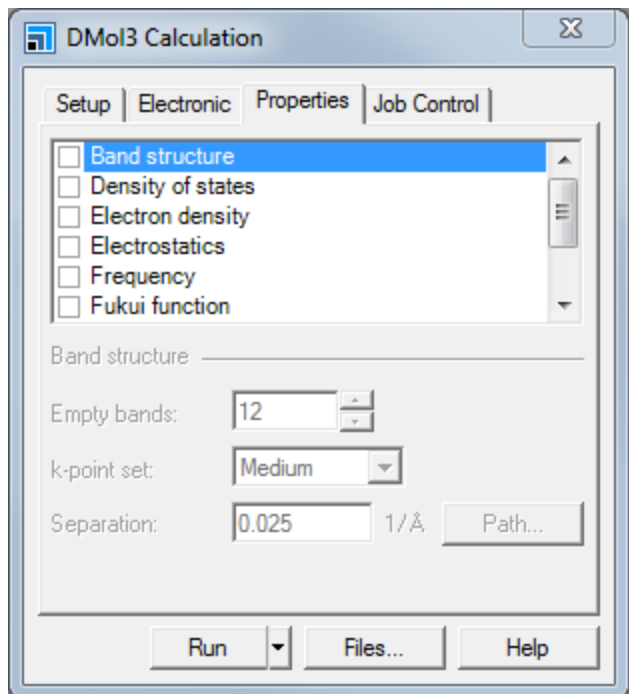 DMol3 Calculation
Setup Electronic Properties Job Control
Band structure
Density of states
Electron density
Electrostatics
Frequency
Fukui function
Band structure
Empty bands: 12
k-point set: Medium
Separation: 0.025 1/Å Path...
Run Files... Help